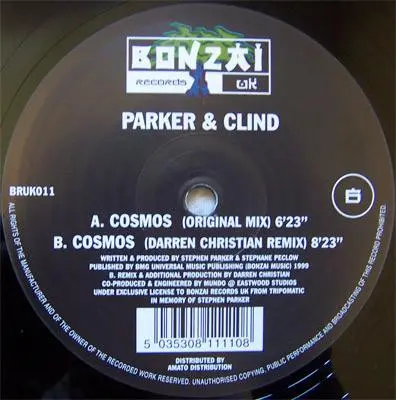 BONZAI
RECORDS UK
PARKER & CLIND
BRUK011
A. COSMOS (ORIGINAL MIX) 6'23"
B. COSMOS (DARREN CHRISTIAN REMIX) 8'23"
WRITTEN & PRODUCED BY STEPHEN PARKER & STEPHANE PECLOW
PUBLISHED BY BMG UNIVERSAL MUSIC PUBLISHING (BONZAI MUSIC) 1999
B. REMIX & ADDITIONAL PRODUCTION BY DARREN CHRISTIAN
CO-PRODUCED & ENGINEERED BY MUNDO @ EASTWOOD STUDIOS
UNDER EXCLUSIVE LICENSE TO BONZAI RECORDS UK FROM TRIPOMATIC
IN MEMORY OF STEPHEN PARKER
5 035308 111108
DISTRIBUTED BY
AMATO DISTRIBUTION
ALL RIGHTS OF THE MANUFACTURER AND OF THE OWNER OF THE RECORDED WORK RESERVED. UNAUTHORISED COPYING, PUBLIC PERFORMANCE AND BROADCASTING OF THIS RECORD PROHIBITED.